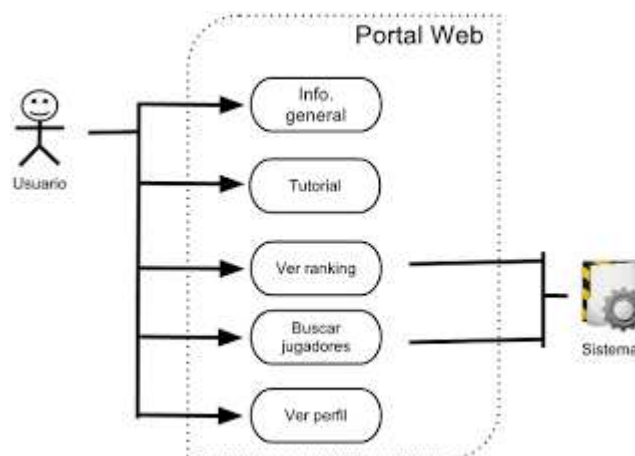 Portal Web
Info.
general
Usuario
Tutorial
Ver ranking
Buscar
jugadores
Sistema
Ver perfil